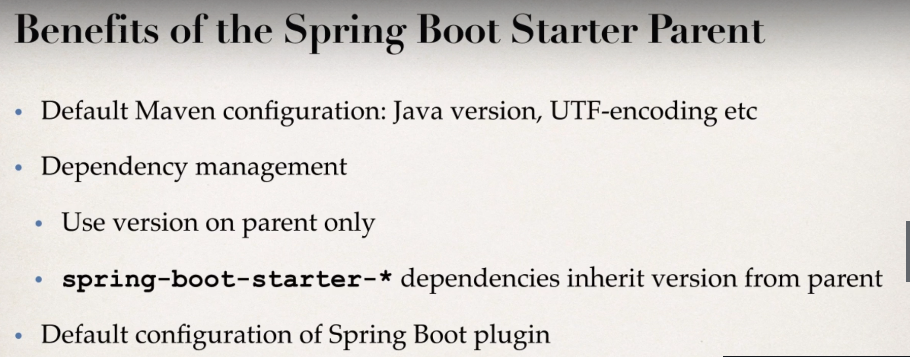 Benefits of the Spring Boot Starter Parent
• Default Maven configuration: Java version, UTF-encoding etc
• Dependency management
• Use version on parent only
• spring-boot-starter-* dependencies inherit version from parent
• Default configuration of Spring Boot plugin